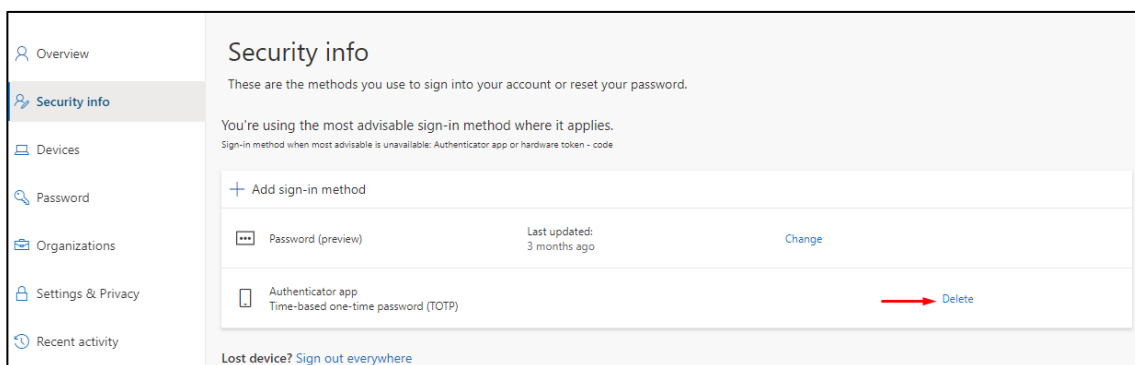 Overview
Security info
Devices
Password
Organizations
Settings & Privacy
Recent activity
Security info
These are the methods you use to sign into your account or reset your password.
You're using the most advisable sign-in method where it applies.
Sign-in method when most advisable is unavailable: Authenticator app or hardware token - code
Add sign-in method
Password (preview)
Last updated:
3 months ago
Change
Authenticator app
Time-based one-time password (TOTP)
Delete
Lost device? Sign out everywhere